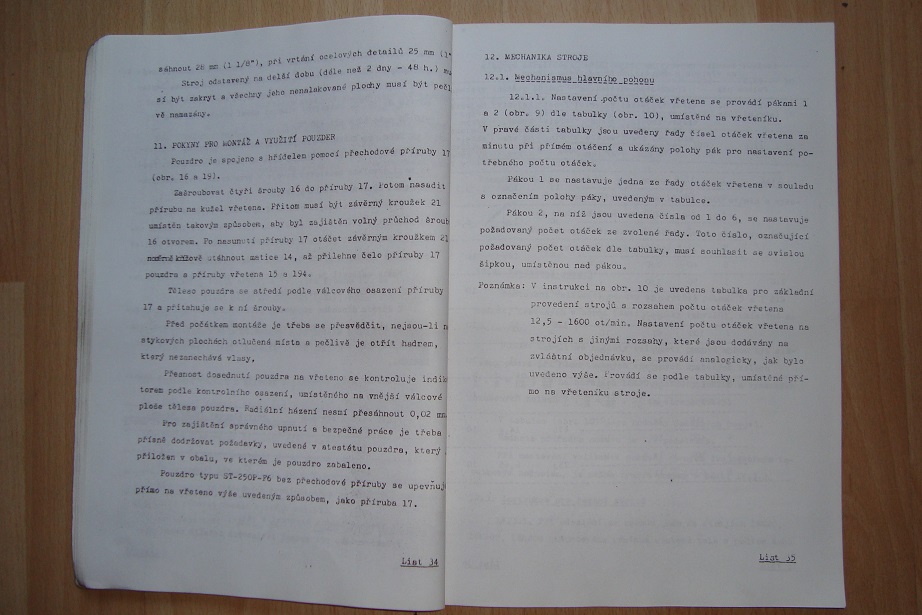 sáhnout 28 mm (1 1/8"), při vrtání ocelových detailů 25 mm (1"
Stroj odstavený na delší dobu (déle než 2 dny - 48 h.) mu
sí být zakryt a všechny jeho nenalakované plochy musí být pečl
vě namazány.
11. POKYNY PRO MONTÁŽ A VYUŽITÍ POUZDER
Pouzdro je spojeno s hřídelem pomocí přechodové příruby 17
(obr. 16 a 19).
Zašroubovat čtyři šrouby 16 do příruby 17. Potom nasadit
přírubu na kužel vřetena. Přitom musí být závěrný kroužek 21
umístěn takovým způsobem, aby byl zajištěn volný průchod šroub
16 otvorem. Po nasunutí příruby 17 otáčet závěrným kroužkem 21
utáhnout matice 14, až přilehne čelo příruby 17
pouzdra a příruby vřetena 15 a 194.
Těleso pouzdra se středí podle válcového osazení příruby
17 a přitahuje se k ní šrouby.
Před počátkem montáže je třeba se přesvědčit, nejsou-li n
stykových plochách otlučená místa a pečlivě je otřít hadrem,
který nezanechává vlasy.
Přesnost dosednutí pouzdra na vřeteno se kontroluje indik
torem podle kontrolního osazení, umístěného na vnější válcové
ploše tělesa pouzdra. Radiální házení nesmí přesáhnout 0,02 mm
Pro zajištění správného upnutí a bezpečné práce je třeba
přísně dodržovat požadavky, uvedené v atestátu pouzdra, který
přiložen v obalu, ve kterém je pouzdro zabaleno.
Pouzdro typu ST-250P-F6 bez přechodové příruby se upevňuj
přímo na vřeteno výše uvedeným způsobem, jako příruba 17.
List 34
12. MECHANIKA STROJE
12.1. Mechanismus hlavního pohonu
12.1.1. Nastavení počtu otáček vřetena se provádí pákami 1
a 2 (obr. 9) dle tabulky (obr. 10), umístěné na vřeteníku.
V pravé části tabulky jsou uvedeny řady čísel otáček vřetena za
minutu při přímém otáčení a ukázány polohy pák pro nastavení po-
třebného počtu otáček.
Pákou 1 se nastavuje jedna ze řady otáček vřetena v souladu
s označením polohy páky, uvedeným v tabulce.
Pákou 2, na níž jsou uvedena čísla od 1 do 6, se nastavuje
požadovaný počet otáček ze zvolené řady. Toto číslo, označující
požadovaný počet otáček dle tabulky, musí souhlasit se svislou
šipkou, umístěnou nad pákou.
Poznámka: V instrukci na obr. 10 je uvedena tabulka pro základní
provedení strojů s rozsahem počtu otáček vřetena
12,5 - 1600 ot/min. Nastavení počtu otáček vřetena na
strojích s jinými rozsahy, které jsou dodávány na
zvláštní objednávku, se provádí analogicky, jak bylo
uvedeno výše. Provádí se podle tabulky, umístěné pří-
mo na vřeteníku stroje.
List 35